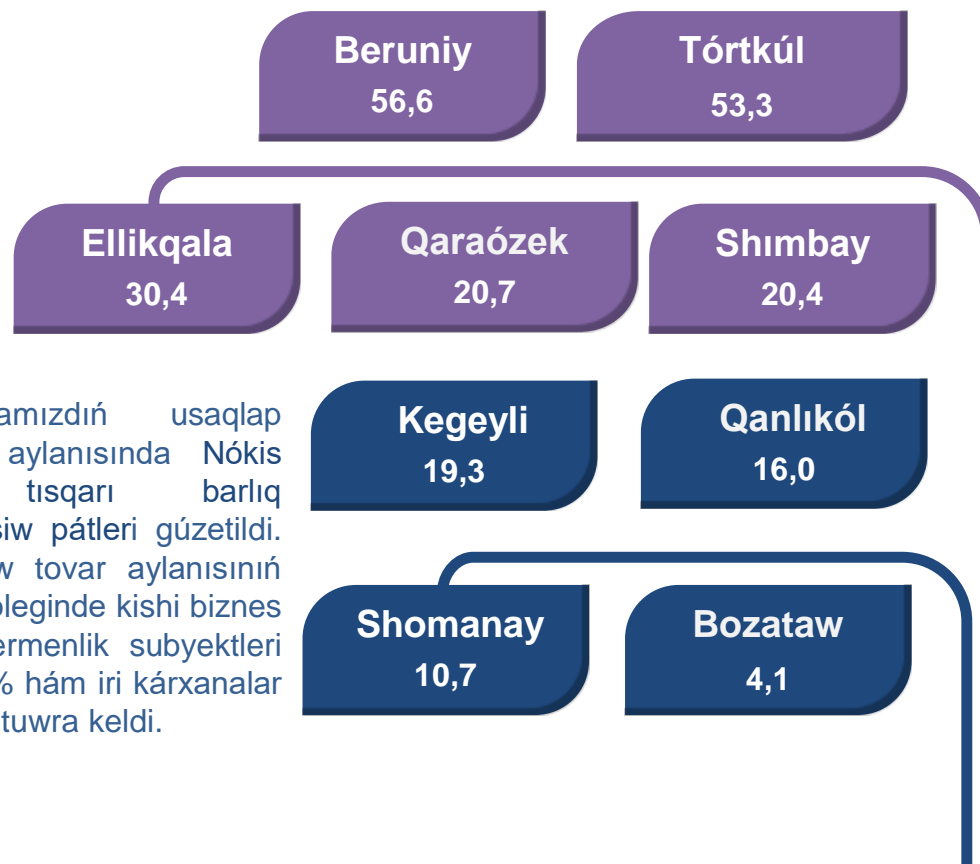 Beruniy
56,6
Tórtkúl
53,3
Ellikqala
30,4
Qaraózek
20,7
Shımbay
20,4
Kegeyli
19,3
Qanlıkól
16,0
Shomanay
10,7
Bozataw
4,1
usaqlap
aylanısında Nókis
tısqarı barlıq
pátleri gúzetildi.
tovar aylanısınıń
kishi biznes
subyektleri
% hám iri kárxanalar
tuwra keldi.